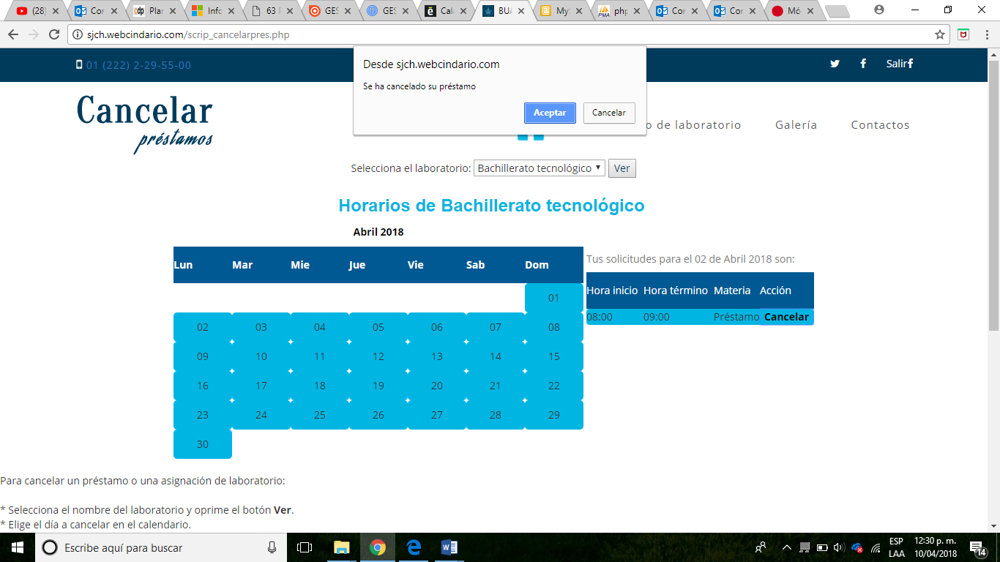 (28)
Con
Plan
Info
63 F
GES
GES
Cala
BUA
MyS
php
Con
Con
Mó
sjch.webcindario.com/scrip_cancelarpres.php
01 (222) 2-29-55-00
Salir
Desde sjch.webcindario.com
Se ha cancelado su préstamo
Aceptar Cancelar
Cancelar
préstamos
o de laboratorio Galería Contactos
Selecciona el laboratorio: Bachillerato tecnológico Ver
Horarios de Bachillerato tecnológico
Abril 2018
Lun Mar Mie Jue Vie Sab Dom
01
02 03 04 05 06 07 08
09 10 11 12 13 14 15
16 17 18 19 20 21 22
23 24 25 26 27 28 29
30
Tus solicitudes para el 02 de Abril 2018 son:
Hora inicio Hora término Materia Acción
08:00 09:00 Préstamo Cancelar
Para cancelar un préstamo o una asignación de laboratorio:
* Selecciona el nombre del laboratorio y oprime el botón Ver.
* Elige el día a cancelar en el calendario.
Escribe aquí para buscar
ESP
LAA
12:30 p. m.
10/04/2018
14